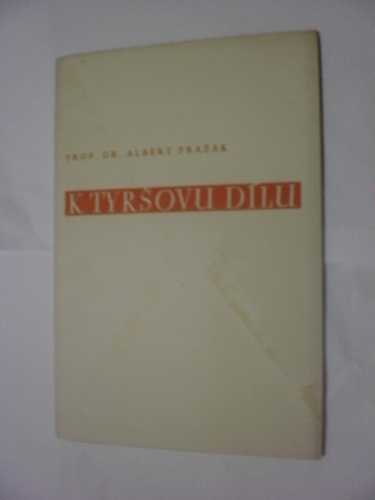 PROF. DR. ALBERT PRAŽÁK
K TYRŠOVU DÍLU